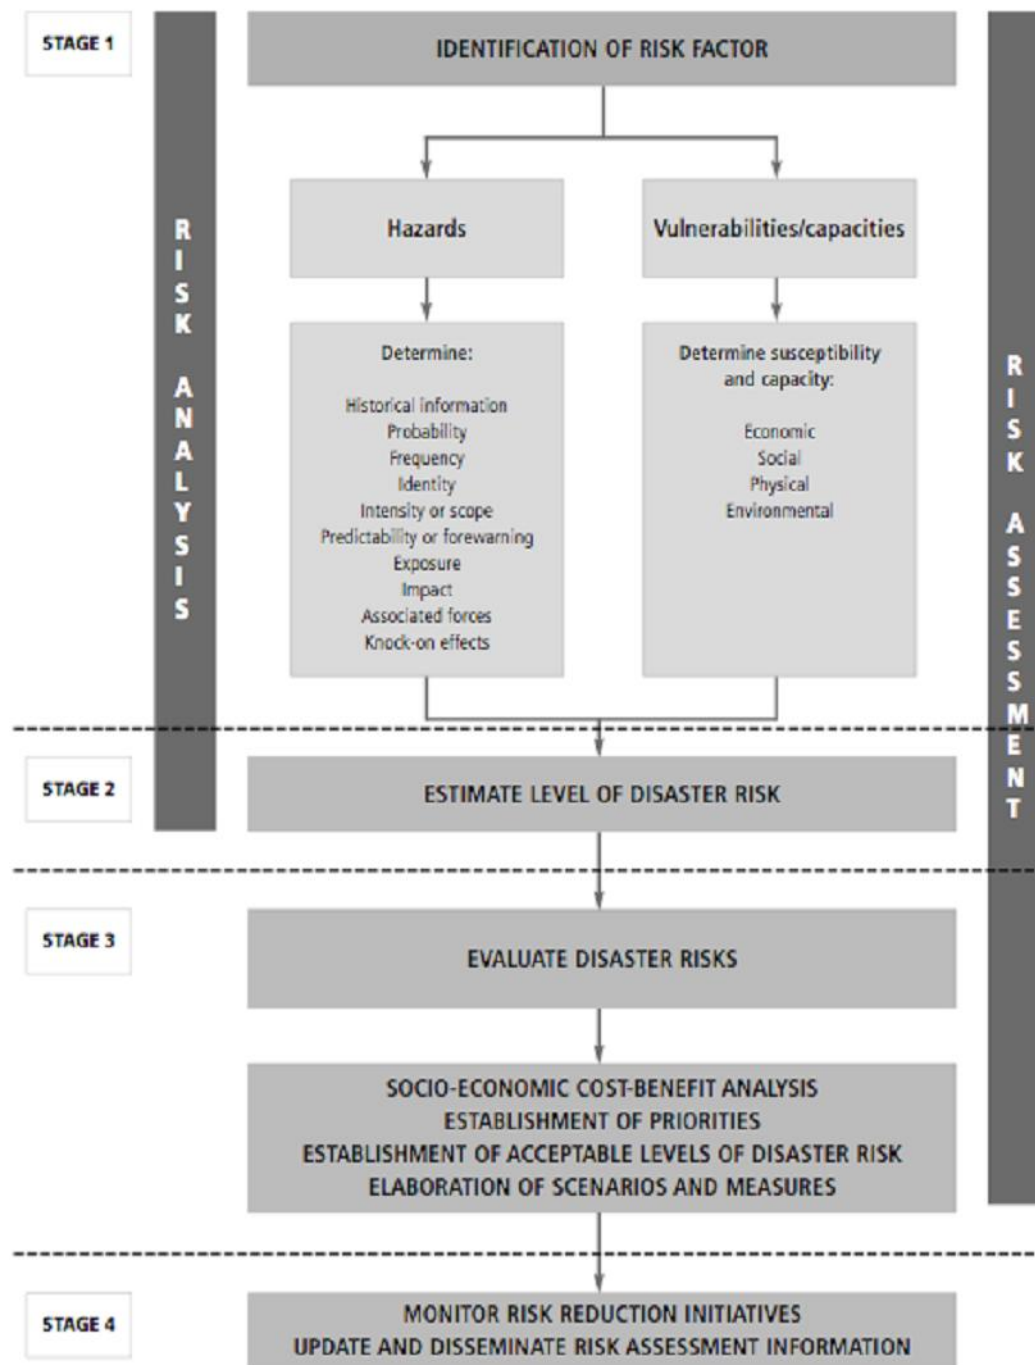 STAGE 1
IDENTIFICATION OF RISK FACTOR
RISK ANALYSIS
RISK ASSESSMENT
Hazards
Vulnerabilities/capacities
Determine:
Historical information
Probability
Frequency
Identity
Intensity or scope
Predictability or forewarning
Exposure
Impact
Associated forces
Knock-on effects
Determine susceptibility
and capacity:
Economic
Social
Physical
Environmental
STAGE 2
ESTIMATE LEVEL OF DISASTER RISK
STAGE 3
EVALUATE DISASTER RISKS
SOCIO-ECONOMIC COST-BENEFIT ANALYSIS
ESTABLISHMENT OF PRIORITIES
ESTABLISHMENT OF ACCEPTABLE LEVELS OF DISASTER RISK
ELABORATION OF SCENARIOS AND MEASURES
STAGE 4
MONITOR RISK REDUCTION INITIATIVES
UPDATE AND DISSEMINATE RISK ASSESSMENT INFORMATION